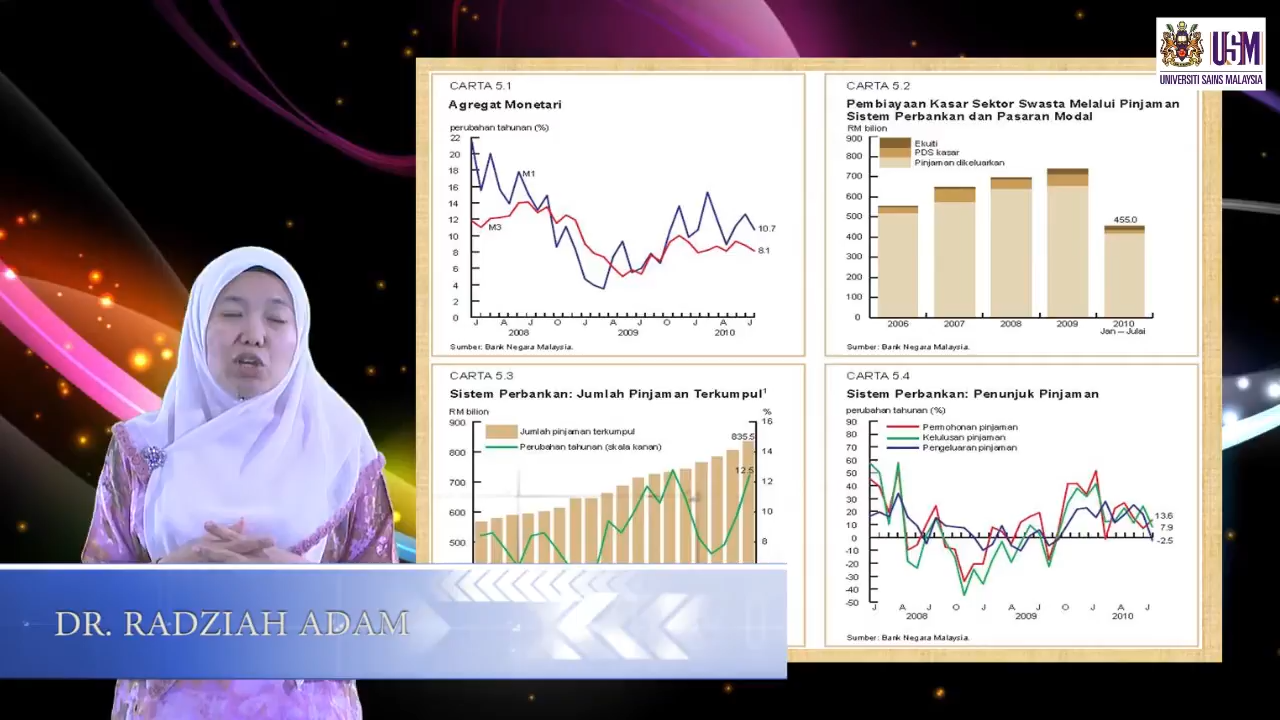 USM
UNIVERSITI SAINS MALAYSIA
CARTA 5.1
Agregat Monetari
perubahan tahunan (%)
22
20
18
16
14
12
10
8
6
4
2
0
M1
M3
10.7
8.1
J A J O J A J O J A J
2008 2009 2010
Sumber: Bank Negara Malaysia.
CARTA 5.2
Pembiayaan Kasar Sektor Swasta Melalui Pinjaman
Sistem Perbankan dan Pasaran Modal
RM bilion
900
800
700
600
500
400
300
200
100
0
Ekuiti
PDS kasar
Pinjaman dikeluarkan
455.0
2006 2007 2008 2009 2010
Jan – Julai
Sumber: Bank Negara Malaysia.
CARTA 5.3
Sistem Perbankan: Jumlah Pinjaman Terkumpul¹
RM bilion %
900
800
700
600
500
16
14
12
10
8
Jumlah pinjaman terkumpul
Perubahan tahunan (skala kanan)
835.5
12.5
CARTA 5.4
Sistem Perbankan: Penunjuk Pinjaman
perubahan tahunan (%)
90
80
70
60
50
40
30
20
10
0
-10
-20
-30
-40
-50
Permohonan pinjaman
Kelulusan pinjaman
Pengeluaran pinjaman
13.6
7.9
-2.5
J A J O J A J O J A J
2008 2009 2010
Sumber: Bank Negara Malaysia.
DR. RADZIAH ADAM